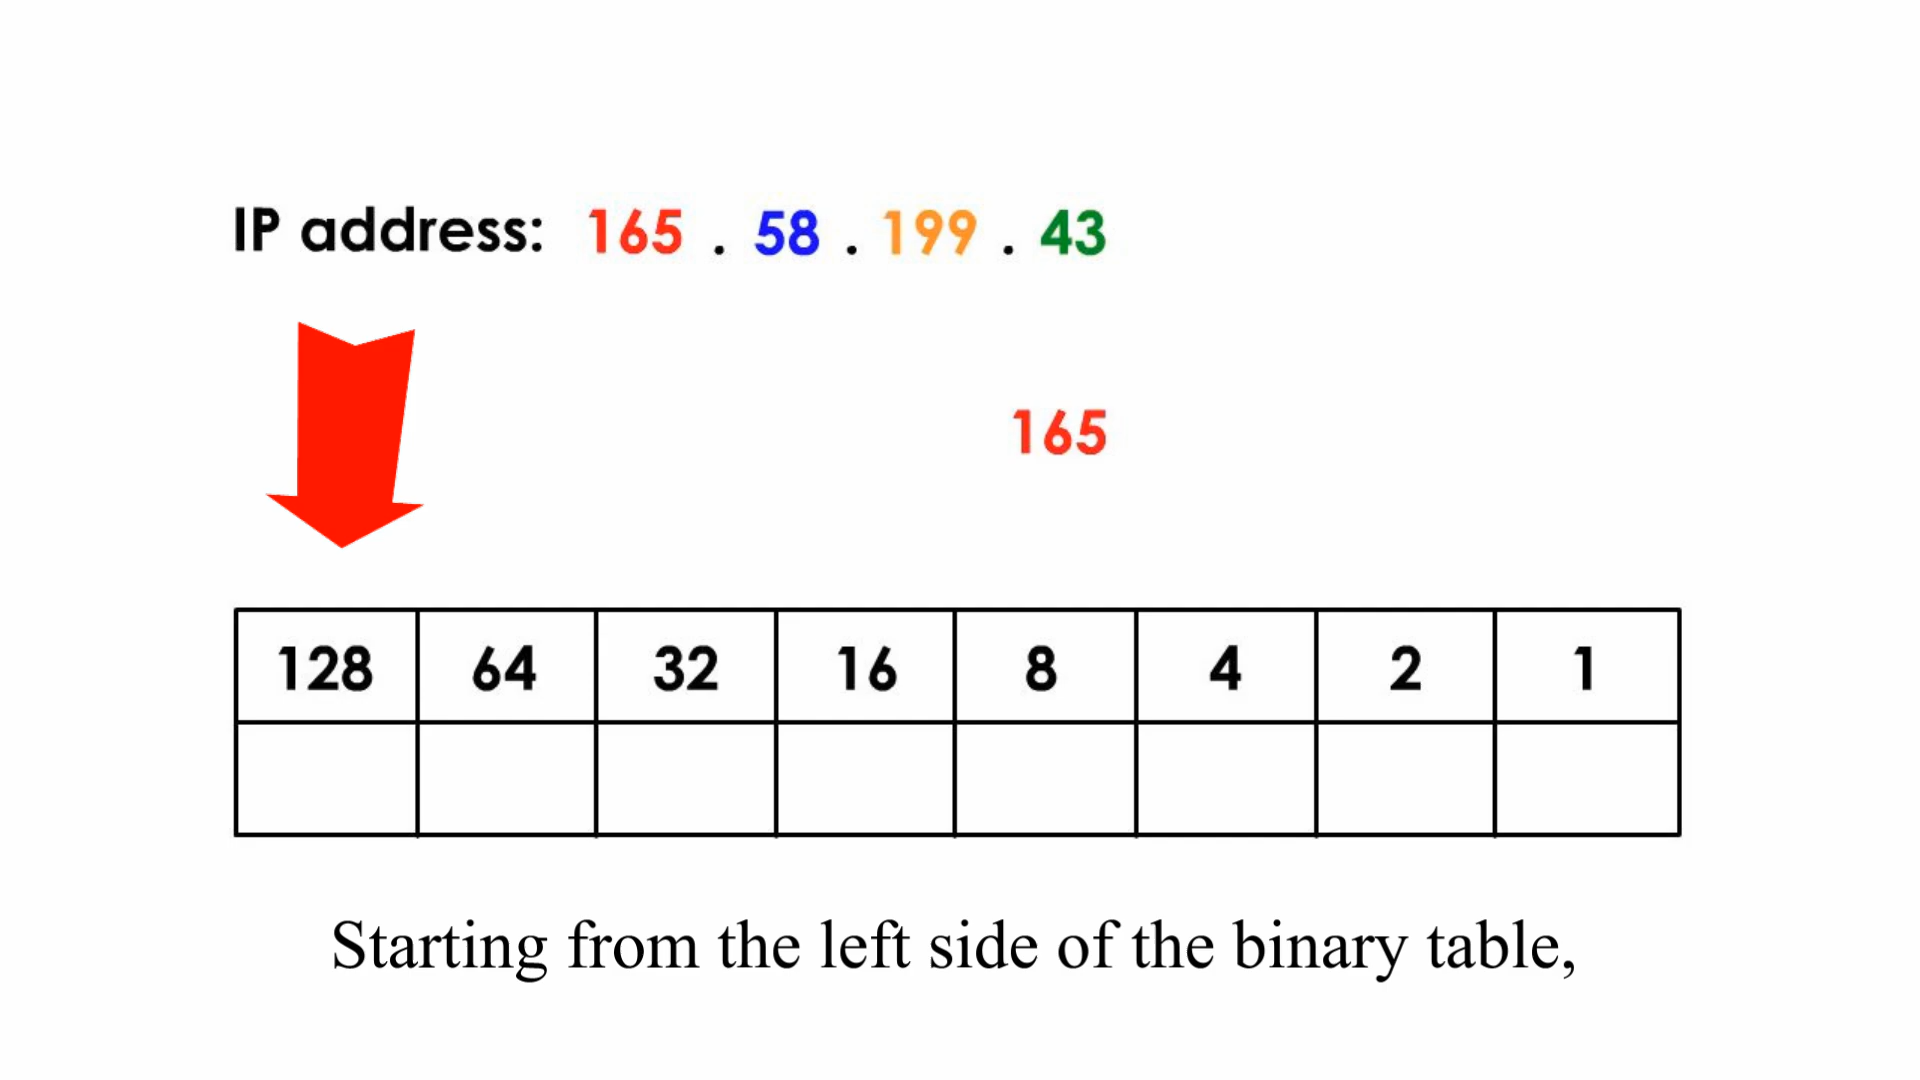 IP address: 165 . 58 . 199 . 43
165
128 64 32 16 8 4 2 1
Starting from the left side of the binary table,